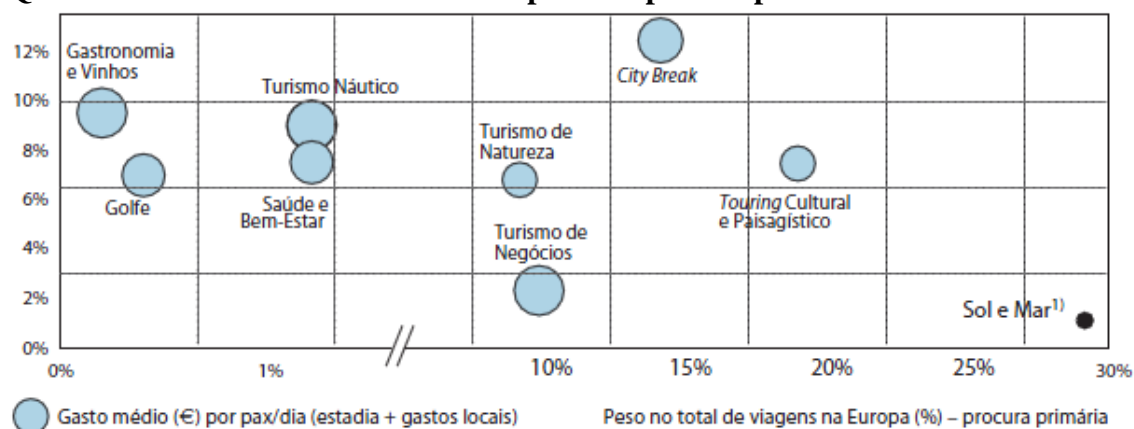 12%
10%
8%
6%
4%
2%
0%
Gastronomia
e Vinhos
Golfe
Turismo Náutico
Saúde e
Bem-Estar
Turismo de
Natureza
Turismo de
Negócios
City Break
Touring Cultural
e Paisagístico
Sol e Mar¹⁾
0%
1%
10%
15%
20%
25%
30%
Gasto médio (€) por pax/dia (estadia + gastos locais)
Peso no total de viagens na Europa (%) – procura primária